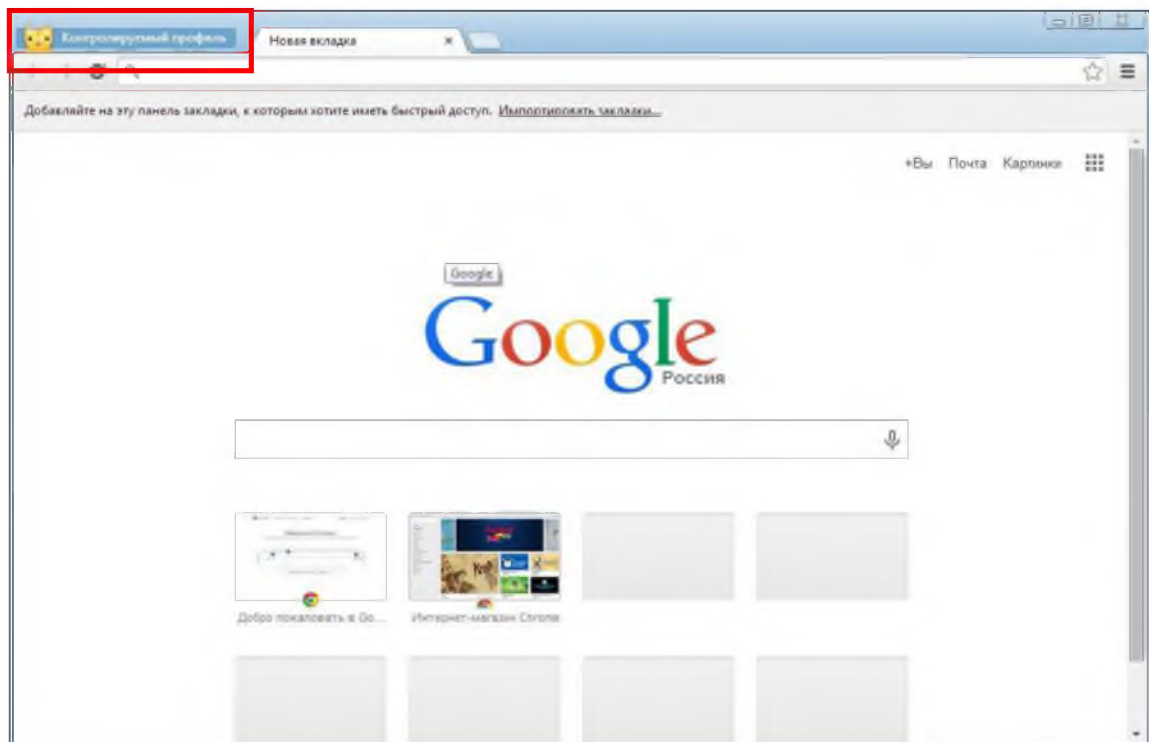 Контролируемый профиль
Новая вкладка
Добавляйте на эту панель закладки, к которым хотите иметь быстрый доступ. Импортировать закладки...
+Вы Почта Картинки
Google
Google
Россия
Добро пожаловать в Go...
Интернет-магазин Chrome